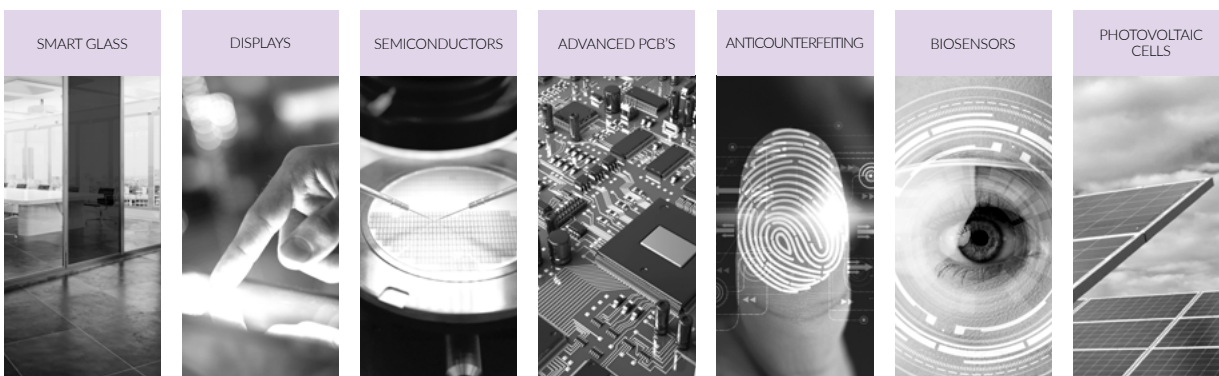 SMART GLASS
DISPLAYS
SEMICONDUCTORS
ADVANCED PCB'S
ANTICOUNTERFEITING
BIOSENSORS
PHOTOVOLTAIC
CELLS